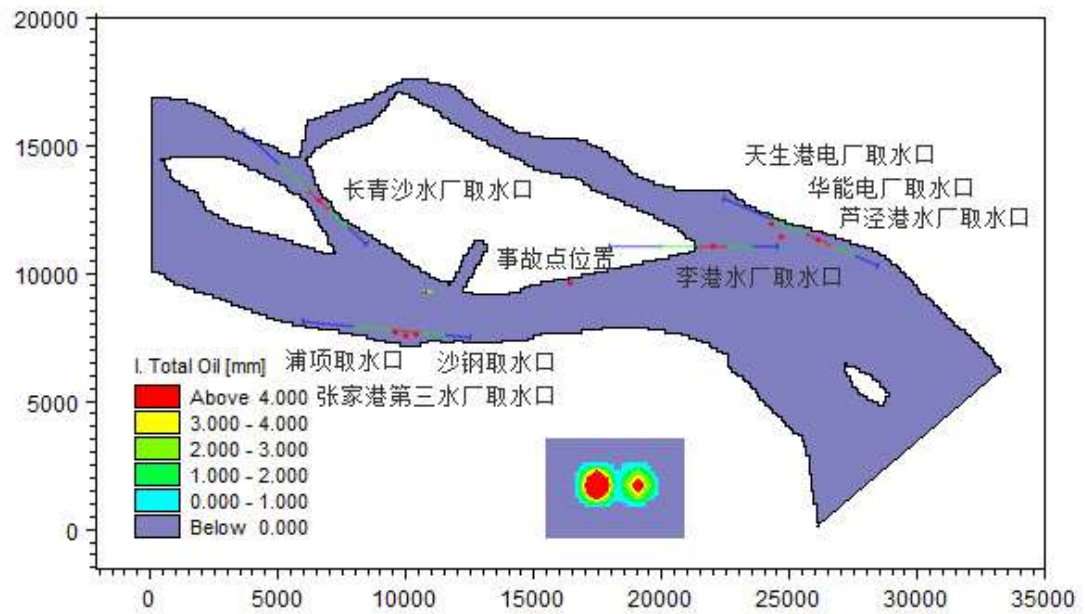 20000
15000
10000
5000
0
天生港电厂取水口
华能电厂取水口
芦泾港水厂取水口
长青沙水厂取水口
事故点位置
李港水厂取水口
浦项取水口
沙钢取水口
张家港第三水厂取水口
I. Total Oil [mm]
Above 4.000
3.000 - 4.000
2.000 - 3.000
1.000 - 2.000
0.000 - 1.000
Below 0.000
0 5000 10000 15000 20000 25000 30000 35000